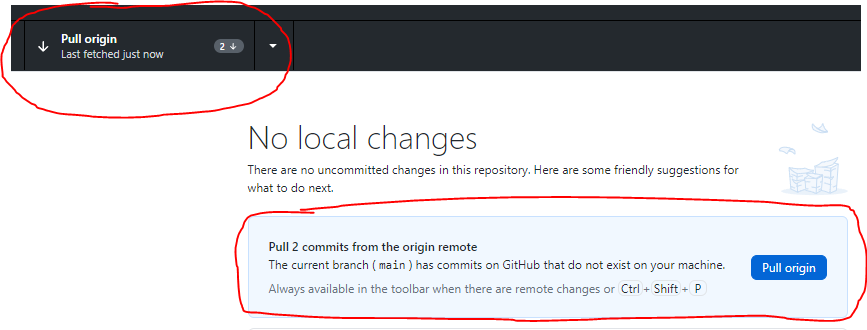 Pull origin
Last fetched just now
2
No local changes
There are no uncommitted changes in this repository. Here are some friendly suggestions for
what to do next.
Pull 2 commits from the origin remote
The current branch ( main ) has commits on GitHub that do not exist on your machine.
Always available in the toolbar when there are remote changes or Ctrl + Shift + P
Pull origin